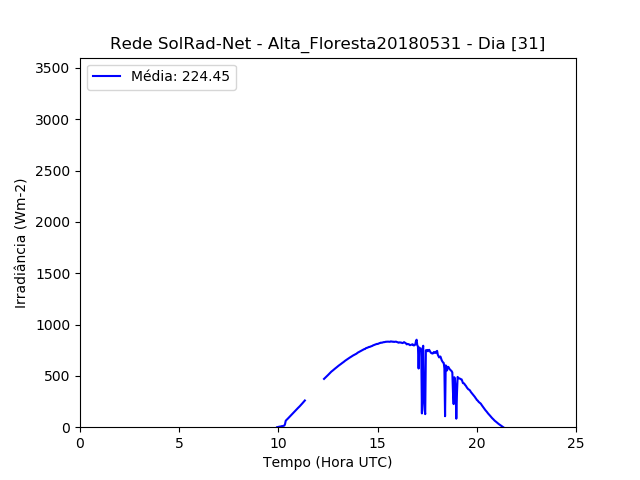 Rede SolRad-Net - Alta_Floresta20180531 - Dia [31]
Média: 224.45
3500
3000
2500
2000
1500
1000
500
0
Irradiância (Wm-2)
0 5 10 15 20 25
Tempo (Hora UTC)